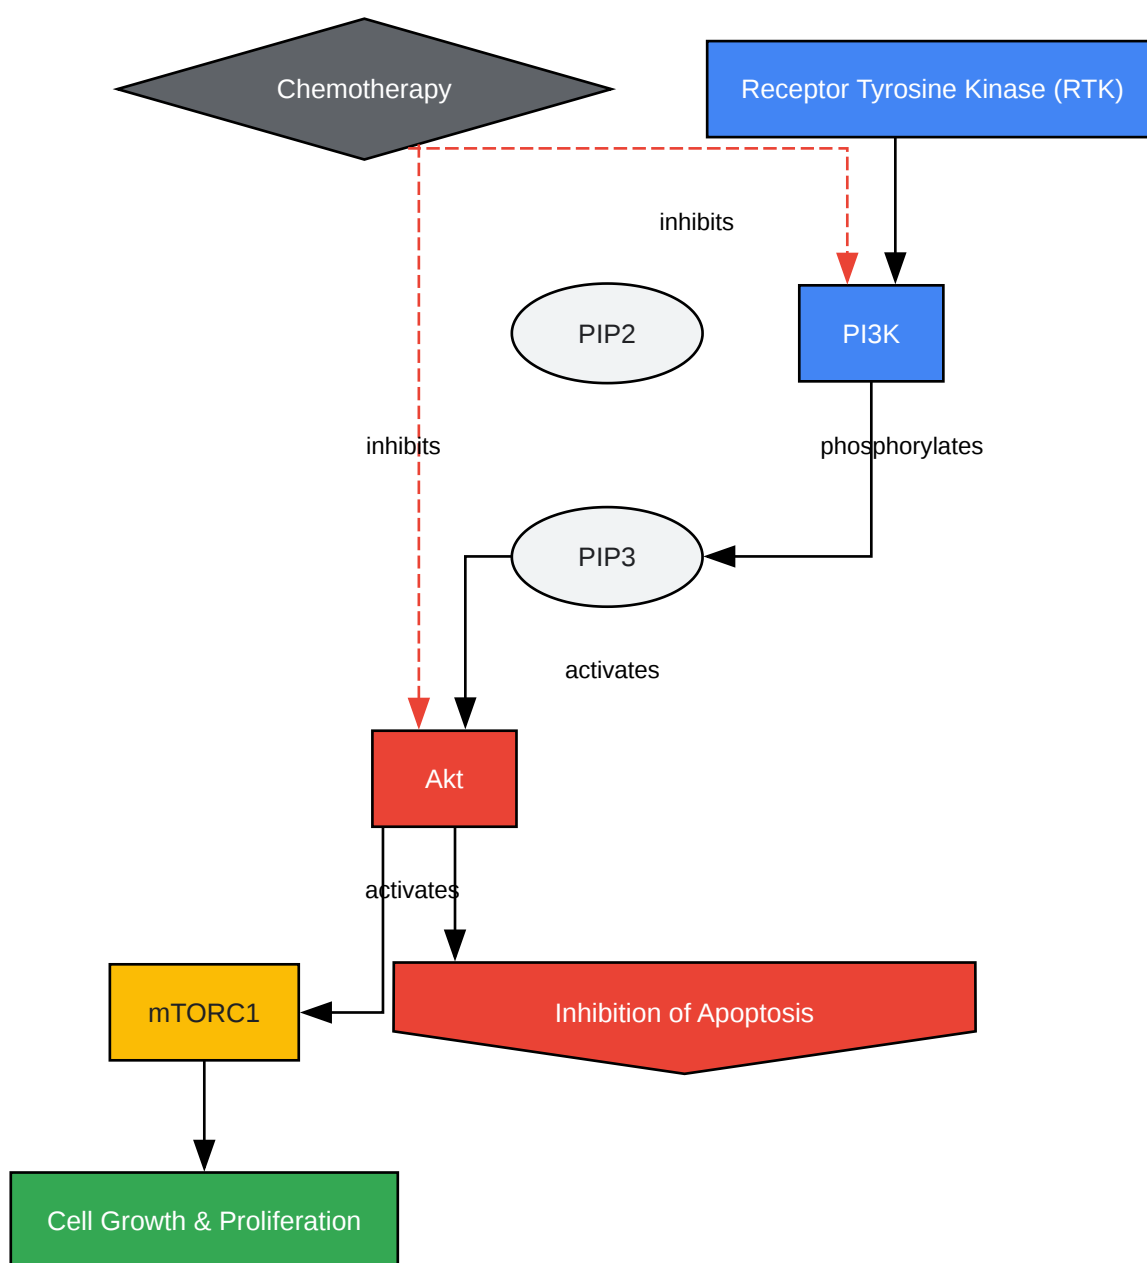 Chemotherapy
Receptor Tyrosine Kinase (RTK)
inhibits
PIP2
PI3K
inhibits
phosphorylates
PIP3
activates
Akt
activates
mTORC1
Inhibition of Apoptosis
Cell Growth & Proliferation